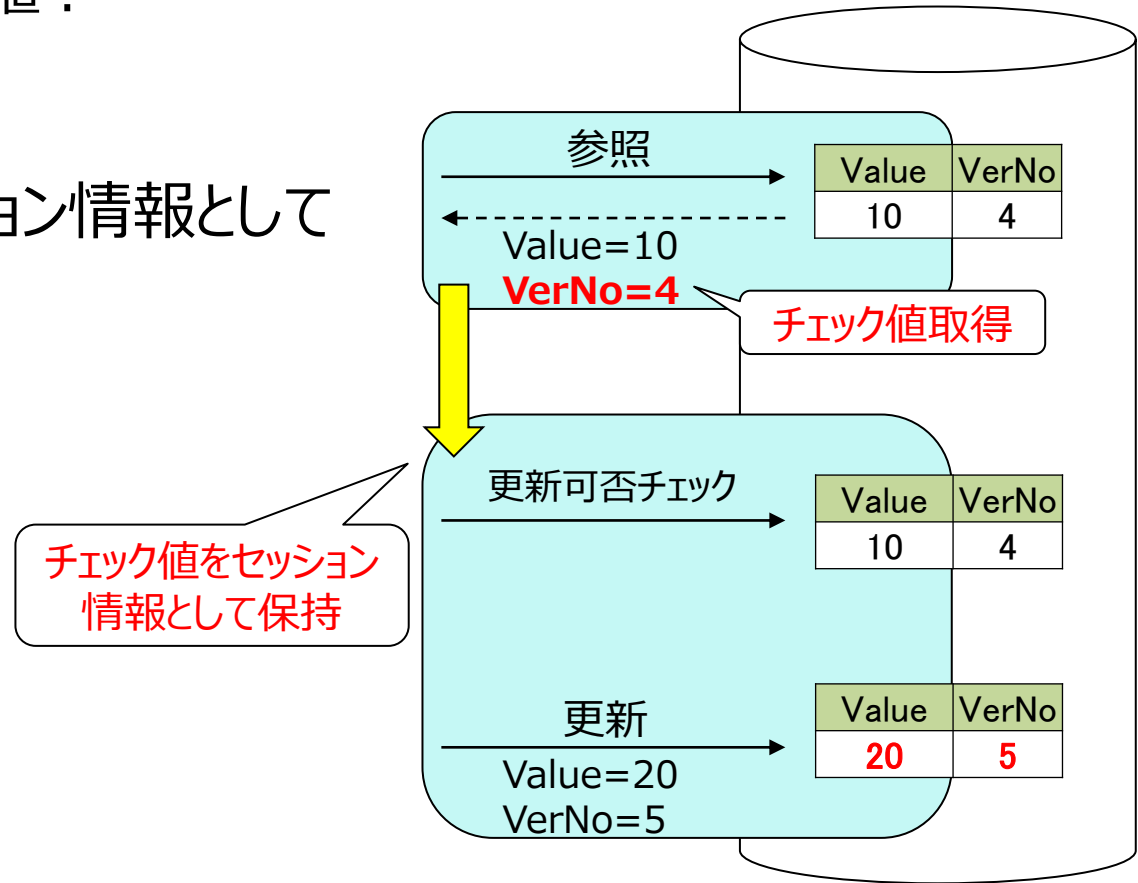 値：
ョン情報として
参照
Value VerNo
10 4
Value=10
VerNo=4
チェック値取得
更新可否チェック
Value VerNo
10 4
チェック値をセッション
情報として保持
更新
Value VerNo
20 5
Value=20
VerNo=5